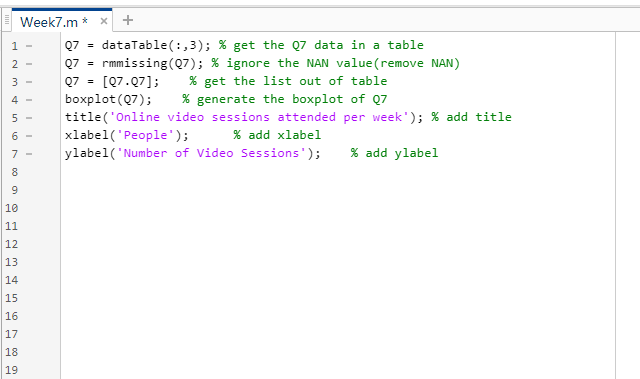 Week7.m * × +
1 – Q7 = dataTable(:,3); % get the Q7 data in a table
2 – Q7 = rmmissing(Q7); % ignore the NAN value(remove NAN)
3 – Q7 = [Q7.Q7]; % get the list out of table
4 – boxplot(Q7); % generate the boxplot of Q7
5 – title('Online video sessions attended per week'); % add title
6 – xlabel('People'); % add xlabel
7 – ylabel('Number of Video Sessions'); % add ylabel
8
9
10
11
12
13
14
15
16
17
18
19